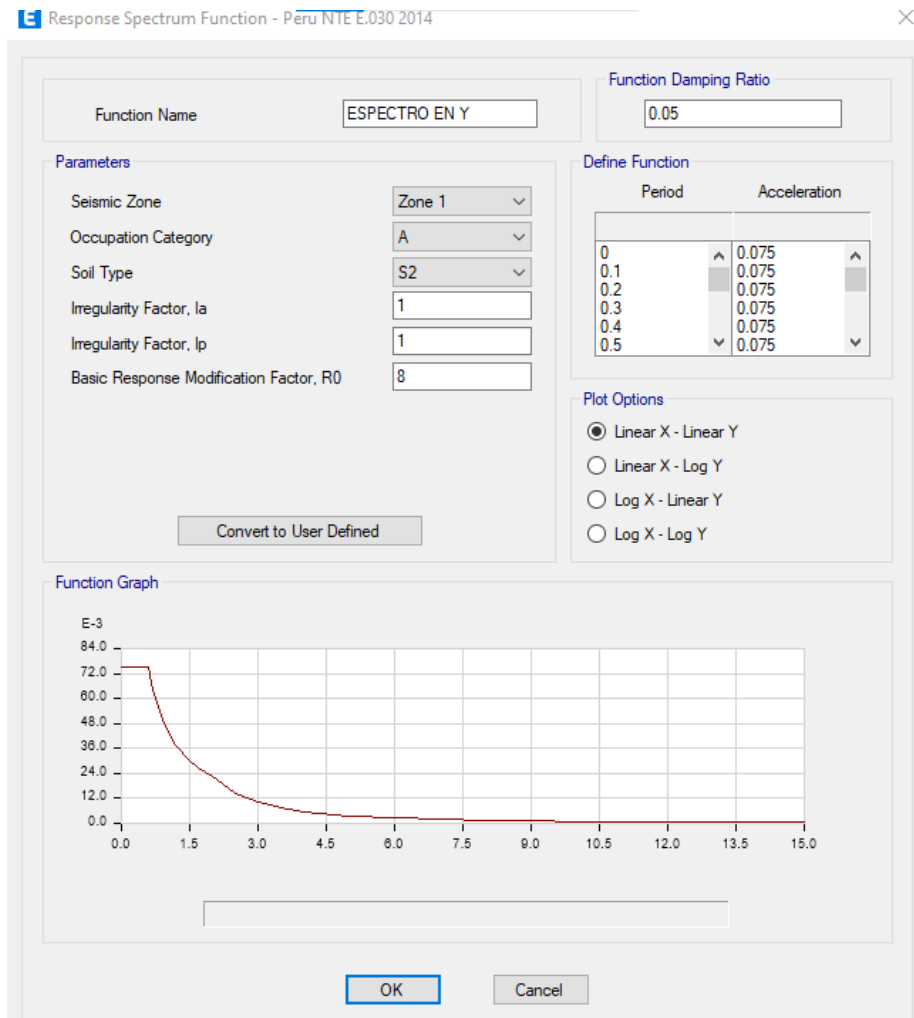 E Response Spectrum Function - Peru NTE E.030 2014
Function Name ESPECTRO EN Y
Function Damping Ratio
0.05
Parameters
Seismic Zone Zone 1
Occupation Category A
Soil Type S2
Irregularity Factor, Ia 1
Irregularity Factor, Ip 1
Basic Response Modification Factor, R0 8
Convert to User Defined
Define Function
Period Acceleration
0 0.075
0.1 0.075
0.2 0.075
0.3 0.075
0.4 0.075
0.5 0.075
Plot Options
Linear X - Linear Y
Linear X - Log Y
Log X - Linear Y
Log X - Log Y
Function Graph
E-3
84.0
72.0
60.0
48.0
36.0
24.0
12.0
0.0
0.0 1.5 3.0 4.5 6.0 7.5 9.0 10.5 12.0 13.5 15.0
OK Cancel